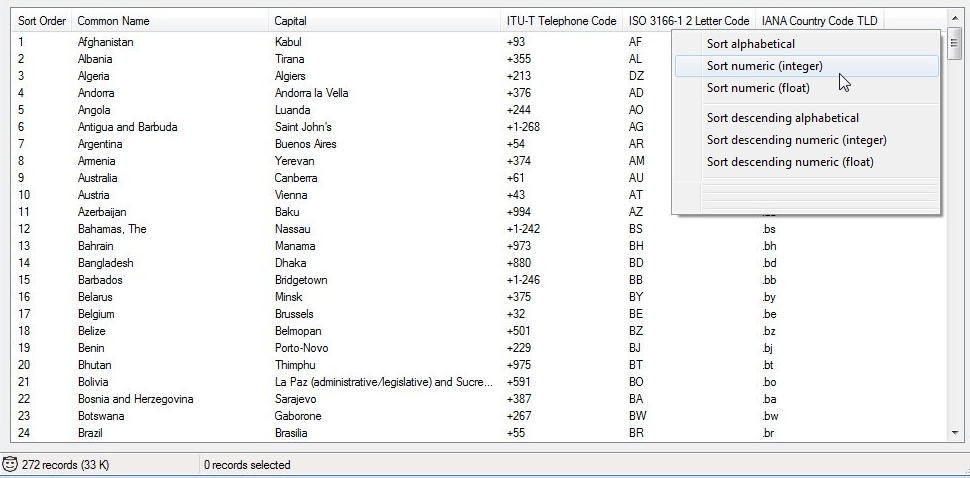 Sort Order Common Name Capital ITU-T Telephone Code ISO 3166-1 2 Letter Code IANA Country Code TLD
1 Afghanistan Kabul +93 AF
Sort alphabetical
2 Albania Tirana +355 AL
Sort numeric (integer)
3 Algeria Algiers +213 DZ
Sort numeric (float)
4 Andorra Andorra la Vella +376 AD
5 Angola Luanda +244 AO
Sort descending alphabetical
6 Antigua and Barbuda Saint John's +1-268 AG
Sort descending numeric (integer)
7 Argentina Buenos Aires +54 AR
Sort descending numeric (float)
8 Armenia Yerevan +374 AM
9 Australia Canberra +61 AU
10 Austria Vienna +43 AT
11 Azerbaijan Baku +994 AZ
12 Bahamas, The Nassau +1-242 BS .bs
13 Bahrain Manama +973 BH .bh
14 Bangladesh Dhaka +880 BD .bd
15 Barbados Bridgetown +1-246 BB .bb
16 Belarus Minsk +375 BY .by
17 Belgium Brussels +32 BE .be
18 Belize Belmopan +501 BZ .bz
19 Benin Porto-Novo +229 BJ .bj
20 Bhutan Thimphu +975 BT .bt
21 Bolivia La Paz (administrative/legislative) and Sucre... +591 BO .bo
22 Bosnia and Herzegovina Sarajevo +387 BA .ba
23 Botswana Gaborone +267 BW .bw
24 Brazil Brasilia +55 BR .br
272 records (33 K) 0 records selected